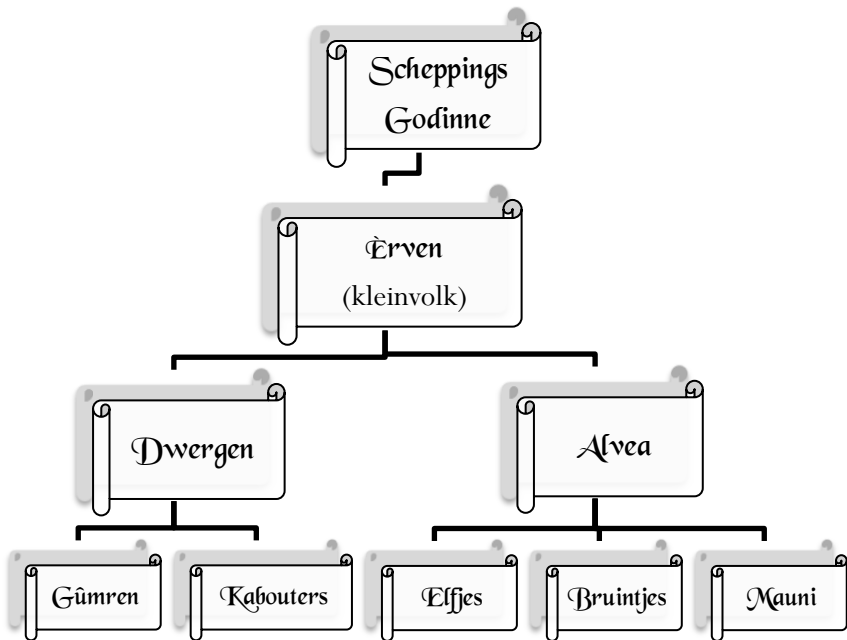 Scheppings
Godinne
Èrven
(kleinvolk)
Dwergen
Alvea
Gûmren
Kabouters
Elfjes
Bruintjes
Mauni